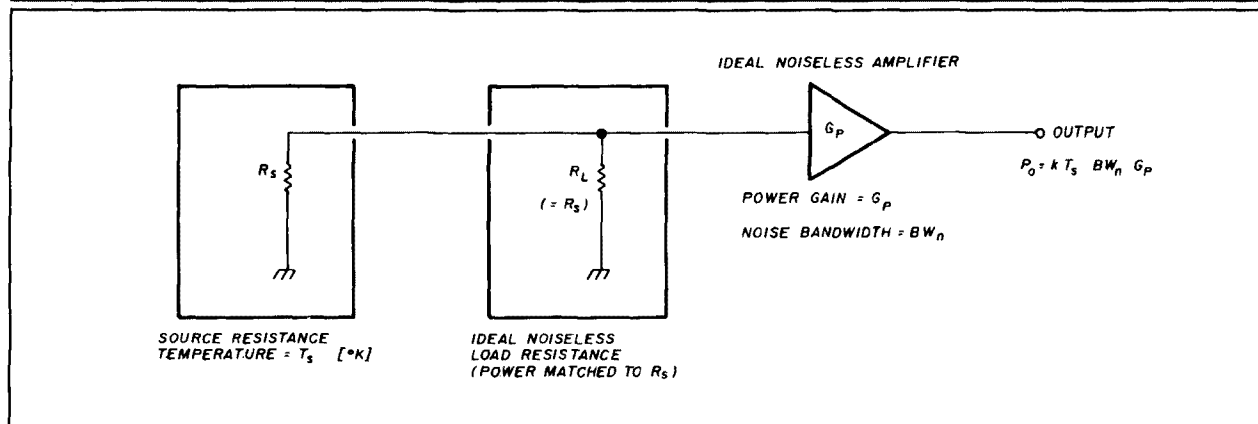 IDEAL NOISELESS AMPLIFIER
G_P
OUTPUT
P_o = k T_s BW_n G_P
R_S
R_L
(= R_S)
POWER GAIN = G_P
NOISE BANDWIDTH = BW_n
SOURCE RESISTANCE
TEMPERATURE = T_s [°K]
IDEAL NOISELESS
LOAD RESISTANCE
(POWER MATCHED TO R_S)